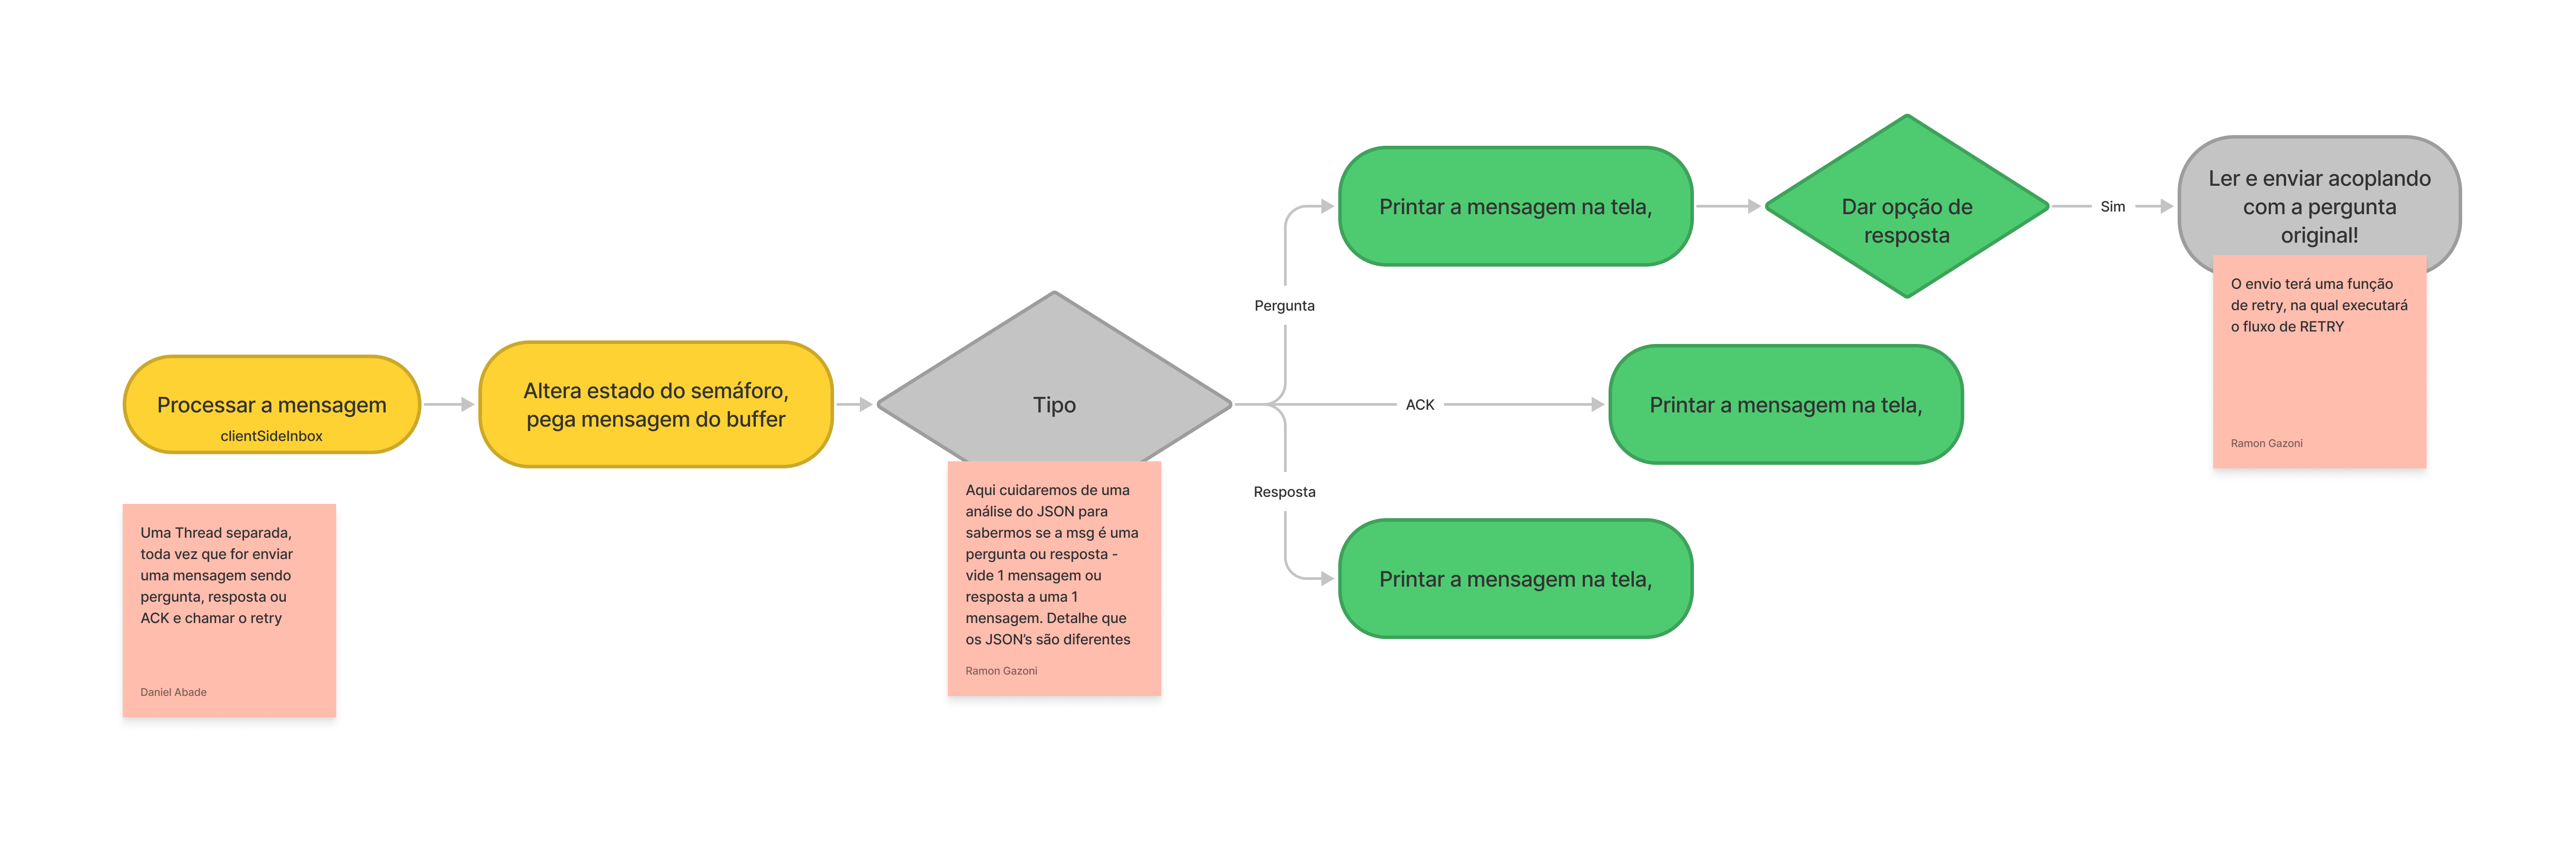 Processar a mensagem
clientSideInbox
Uma Thread separada,
toda vez que for enviar
uma mensagem sendo
pergunta, resposta ou
ACK e chamar o retry
Daniel Abade
Altera estado do semáforo,
pega mensagem do buffer
Tipo
Aqui cuidaremos de uma
análise do JSON para
sabermos se a msg é uma
pergunta ou resposta -
vide 1 mensagem ou
resposta a uma 1
mensagem. Detalhe que
os JSON’s são diferentes
Ramon Gazoni
Pergunta
Printar a mensagem na tela,
Dar opção de
resposta
Sim
Ler e enviar acoplando
com a pergunta
original!
O envio terá uma função
de retry, na qual executará
o fluxo de RETRY
Ramon Gazoni
ACK
Printar a mensagem na tela,
Resposta
Printar a mensagem na tela,